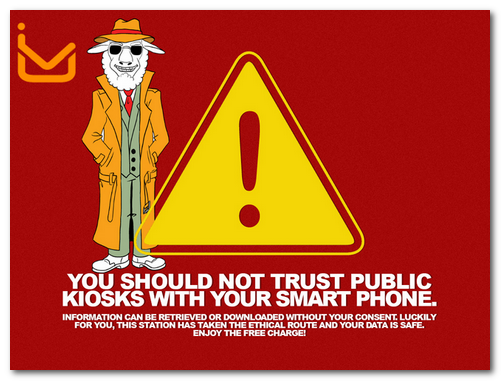 !
YOU SHOULD NOT TRUST PUBLIC
KIOSKS WITH YOUR SMART PHONE.
INFORMATION CAN BE RETRIEVED OR DOWNLOADED WITHOUT YOUR CONSENT. LUCKILY
FOR YOU, THIS STATION HAS TAKEN THE ETHICAL ROUTE AND YOUR DATA IS SAFE.
ENJOY THE FREE CHARGE!